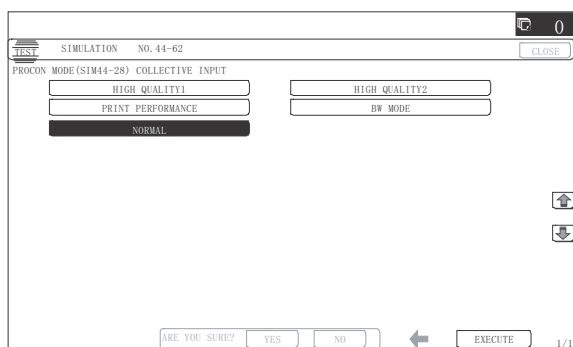 0
TEST SIMULATION NO.44-62 CLOSE
PROCON MODE(SIM44-28) COLLECTIVE INPUT
HIGH QUALITY1 HIGH QUALITY2
PRINT PERFORMANCE BW MODE
NORMAL
ARE YOU SURE? YES NO EXECUTE 1/1